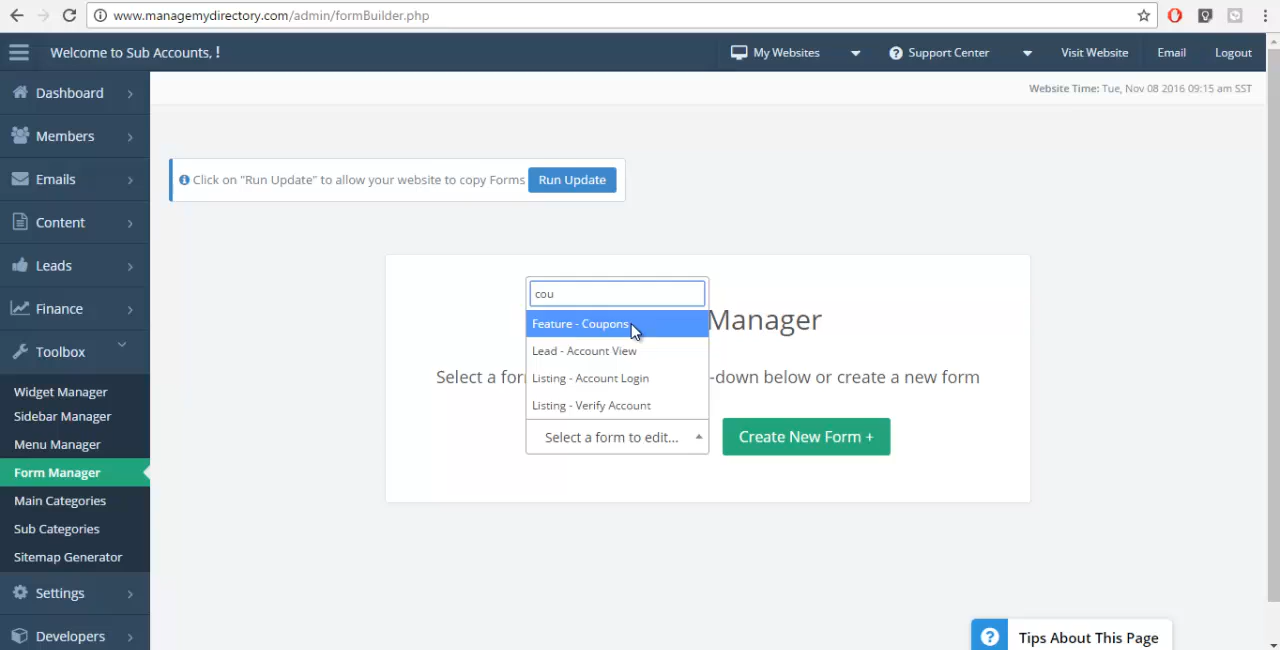 www.managemydirectory.com/admin/formBuilder.php
Welcome to Sub Accounts, !
My Websites
Support Center
Visit Website
Email
Logout
Website Time: Tue, Nov 08 2016 09:15 am SST
Dashboard
Members
Emails
Content
Leads
Finance
Toolbox
Widget Manager
Sidebar Manager
Menu Manager
Form Manager
Main Categories
Sub Categories
Sitemap Generator
Settings
Developers
Click on "Run Update" to allow your website to copy Forms Run Update
cou
Feature - Coupons
Manager
Lead - Account View
Select a for -down below or create a new form
Listing - Account Login
Listing - Verify Account
Select a form to edit...
Create New Form +
? Tips About This Page